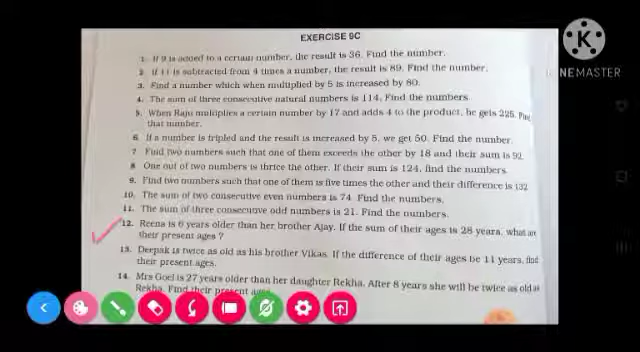 EXERCISE 9C
1. If 9 is added to a certain number, the result is 36. Find the number.
2. If 11 is subtracted from 4 times a number, the result is 89. Find the number.
3. Find a number which when multiplied by 5 is increased by 80.
4. The sum of three consecutive natural numbers is 114. Find the numbers
5. When Raju multiplies a certain number by 17 and adds 4 to the product, he gets 225. Find
that number.
6. If a number is tripled and the result is increased by 5, we get 50. Find the number.
7. Find two numbers such that one of them exceeds the other by 18 and their sum is 92.
8. One out of two numbers is thrice the other. If their sum is 124, find the numbers.
9. Find two numbers such that one of them is five times the other and their difference is 132
10. The sum of two consecutive even numbers is 74. Find the numbers.
11. The sum of three consecutive odd numbers is 21. Find the numbers.
12. Reena is 6 years older than her brother Ajay. If the sum of their ages is 28 years, what are
their present ages ?
13. Deepak is twice as old as his brother Vikas. If the difference of their ages be 11 years, find
their present ages.
14. Mrs Goel is 27 years older than her daughter Rekha. After 8 years she will be twice as old as
Rekha. Find their present ages.
K
NEMASTER